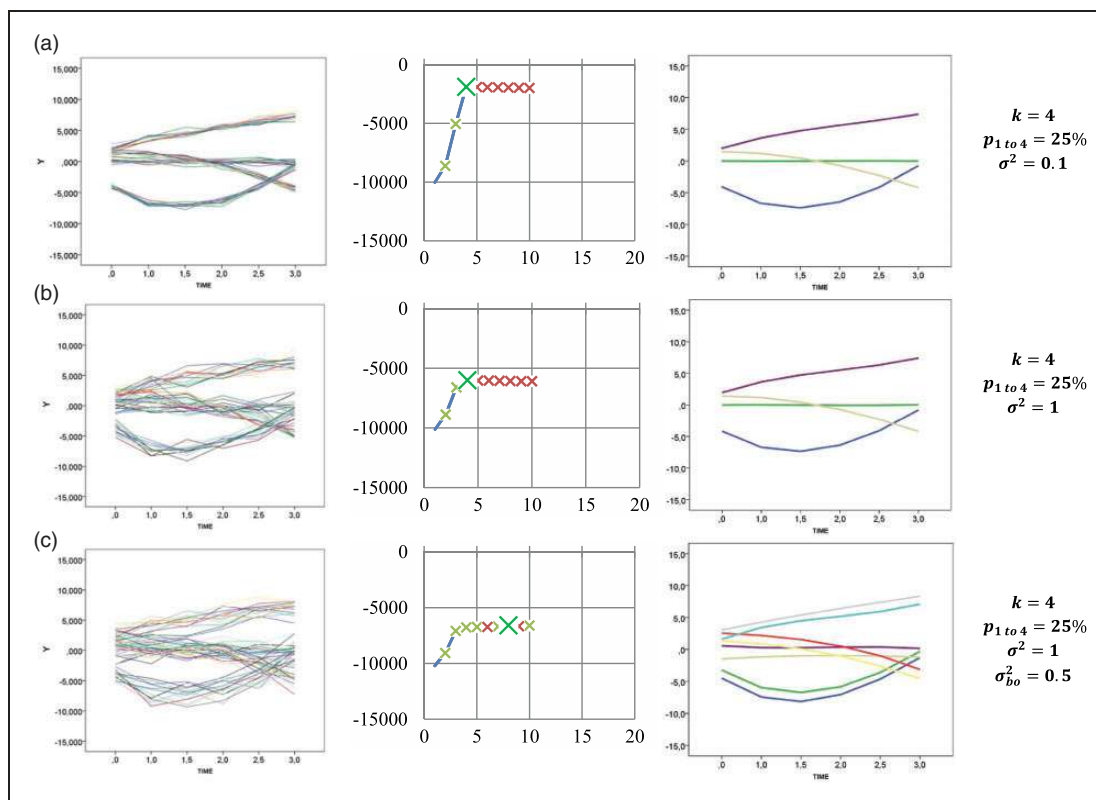 (a)
15,000
10,000
5,000
,000
-5,000
-10,000
-15,000
Y
,0 1,0 1,5 2,0 2,5 3,0
TIME
0
-5000
-10000
-15000
0 5 10 15 20
15,0
10,0
5,0
,0
-5,0
-10,0
-15,0
,0 1,0 1,5 2,0 2,5 3,0
TIME
k = 4
p1 to 4 = 25%
σ² = 0.1
(b)
15,000
10,000
5,000
,000
-5,000
-10,000
-15,000
Y
,0 1,0 1,5 2,0 2,5 3,0
TIME
0
-5000
-10000
-15000
0 5 10 15 20
15,0
10,0
5,0
,0
-5,0
-10,0
-15,0
,0 1,0 1,5 2,0 2,5 3,0
TIME
k = 4
p1 to 4 = 25%
σ² = 1
(c)
15,000
10,000
5,000
,000
-5,000
-10,000
-15,000
Y
,0 1,0 1,5 2,0 2,5 3,0
TIME
0
-5000
-10000
-15000
0 5 10 15 20
15,0
10,0
5,0
,0
-5,0
-10,0
-15,0
,0 1,0 1,5 2,0 2,5 3,0
TIME
k = 4
p1 to 4 = 25%
σ² = 1
σ²bo = 0.5